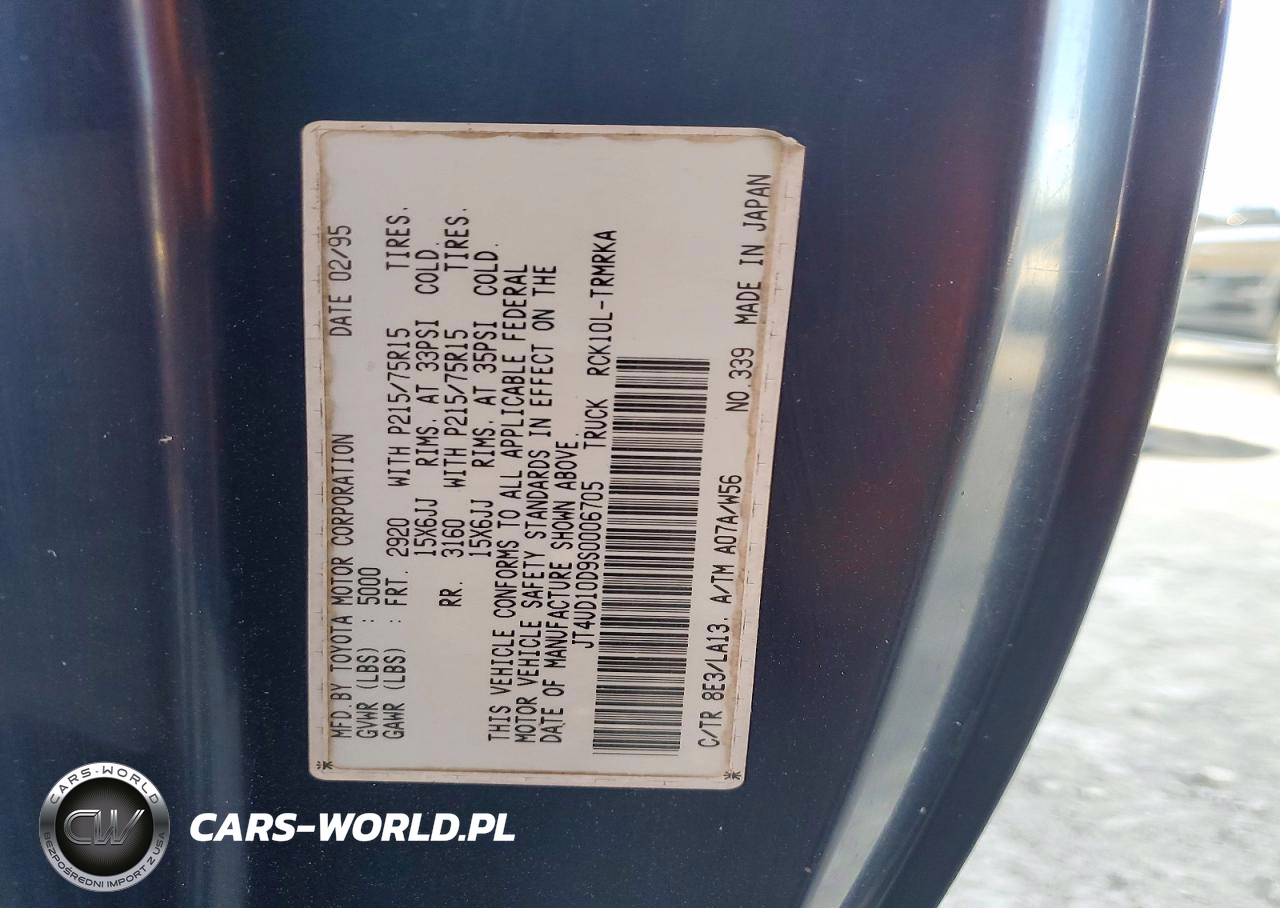 MFD.BY TOYOTA MOTOR CORPORATION DATE 02/95
GVWR (LBS) : 5000
GAWR (LBS) : FRT. 2920 WITH P215/75R15 TIRES.
15X6JJ RIMS. AT 33PSI COLD.
RR. 3160 WITH P215/75R15 TIRES.
15X6JJ RIMS. AT 35PSI COLD.
THIS VEHICLE CONFORMS TO ALL APPLICABLE FEDERAL
MOTOR VEHICLE SAFETY STANDARDS IN EFFECT ON THE
DATE OF MANUFACTURE SHOWN ABOVE.
JT4UD10D9S0006705 TRUCK RCK10L-TRMRKA
C/TR 8E3/LA13. A/TM A07A/W56 NO.339 MADE IN JAPAN
CARS-WORLD
CW
BEZPOŚREDNI IMPORT Z USA
CARS-WORLD.PL